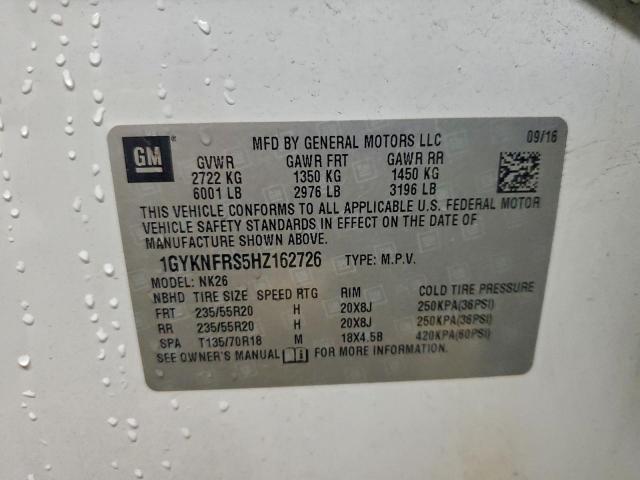 GM
MFD BY GENERAL MOTORS LLC 09/16
GVWR GAWR FRT GAWR RR
2722 KG 1350 KG 1450 KG
6001 LB 2976 LB 3196 LB
THIS VEHICLE CONFORMS TO ALL APPLICABLE U.S. FEDERAL MOTOR
VEHICLE SAFETY STANDARDS IN EFFECT ON THE DATE OF
MANUFACTURE SHOWN ABOVE.
1GYKNFRS5HZ162726 TYPE: M.P.V.
MODEL: NK26
NBHD TIRE SIZE SPEED RTG RIM COLD TIRE PRESSURE
FRT 235/55R20 H 20X8J 250KPA(36PSI)
RR 235/55R20 H 20X8J 250KPA(36PSI)
SPA T135/70R18 M 18X4.5B 420KPA(60PSI)
SEE OWNER'S MANUAL FOR MORE INFORMATION.